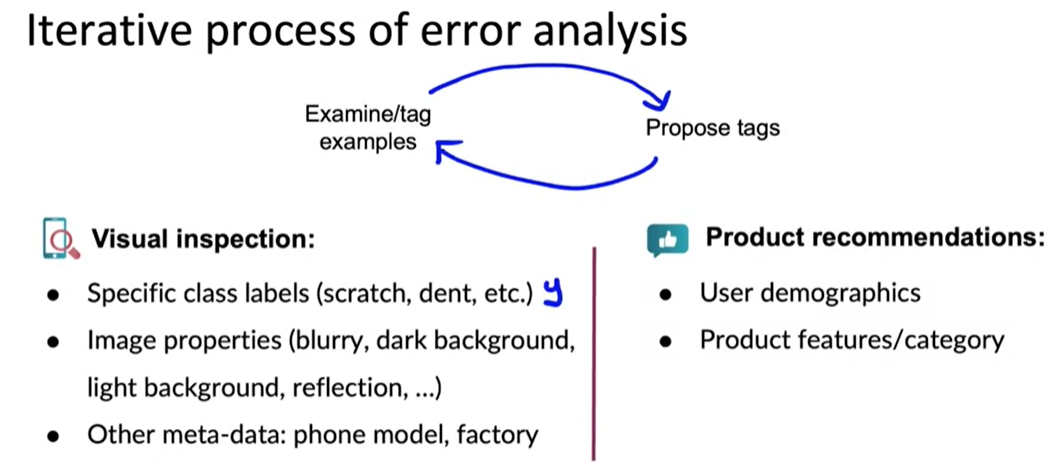 Iterative process of error analysis
Examine/tag
examples
Propose tags
Visual inspection:
• Specific class labels (scratch, dent, etc.) y
• Image properties (blurry, dark background,
light background, reflection, ...)
• Other meta-data: phone model, factory
Product recommendations:
• User demographics
• Product features/category